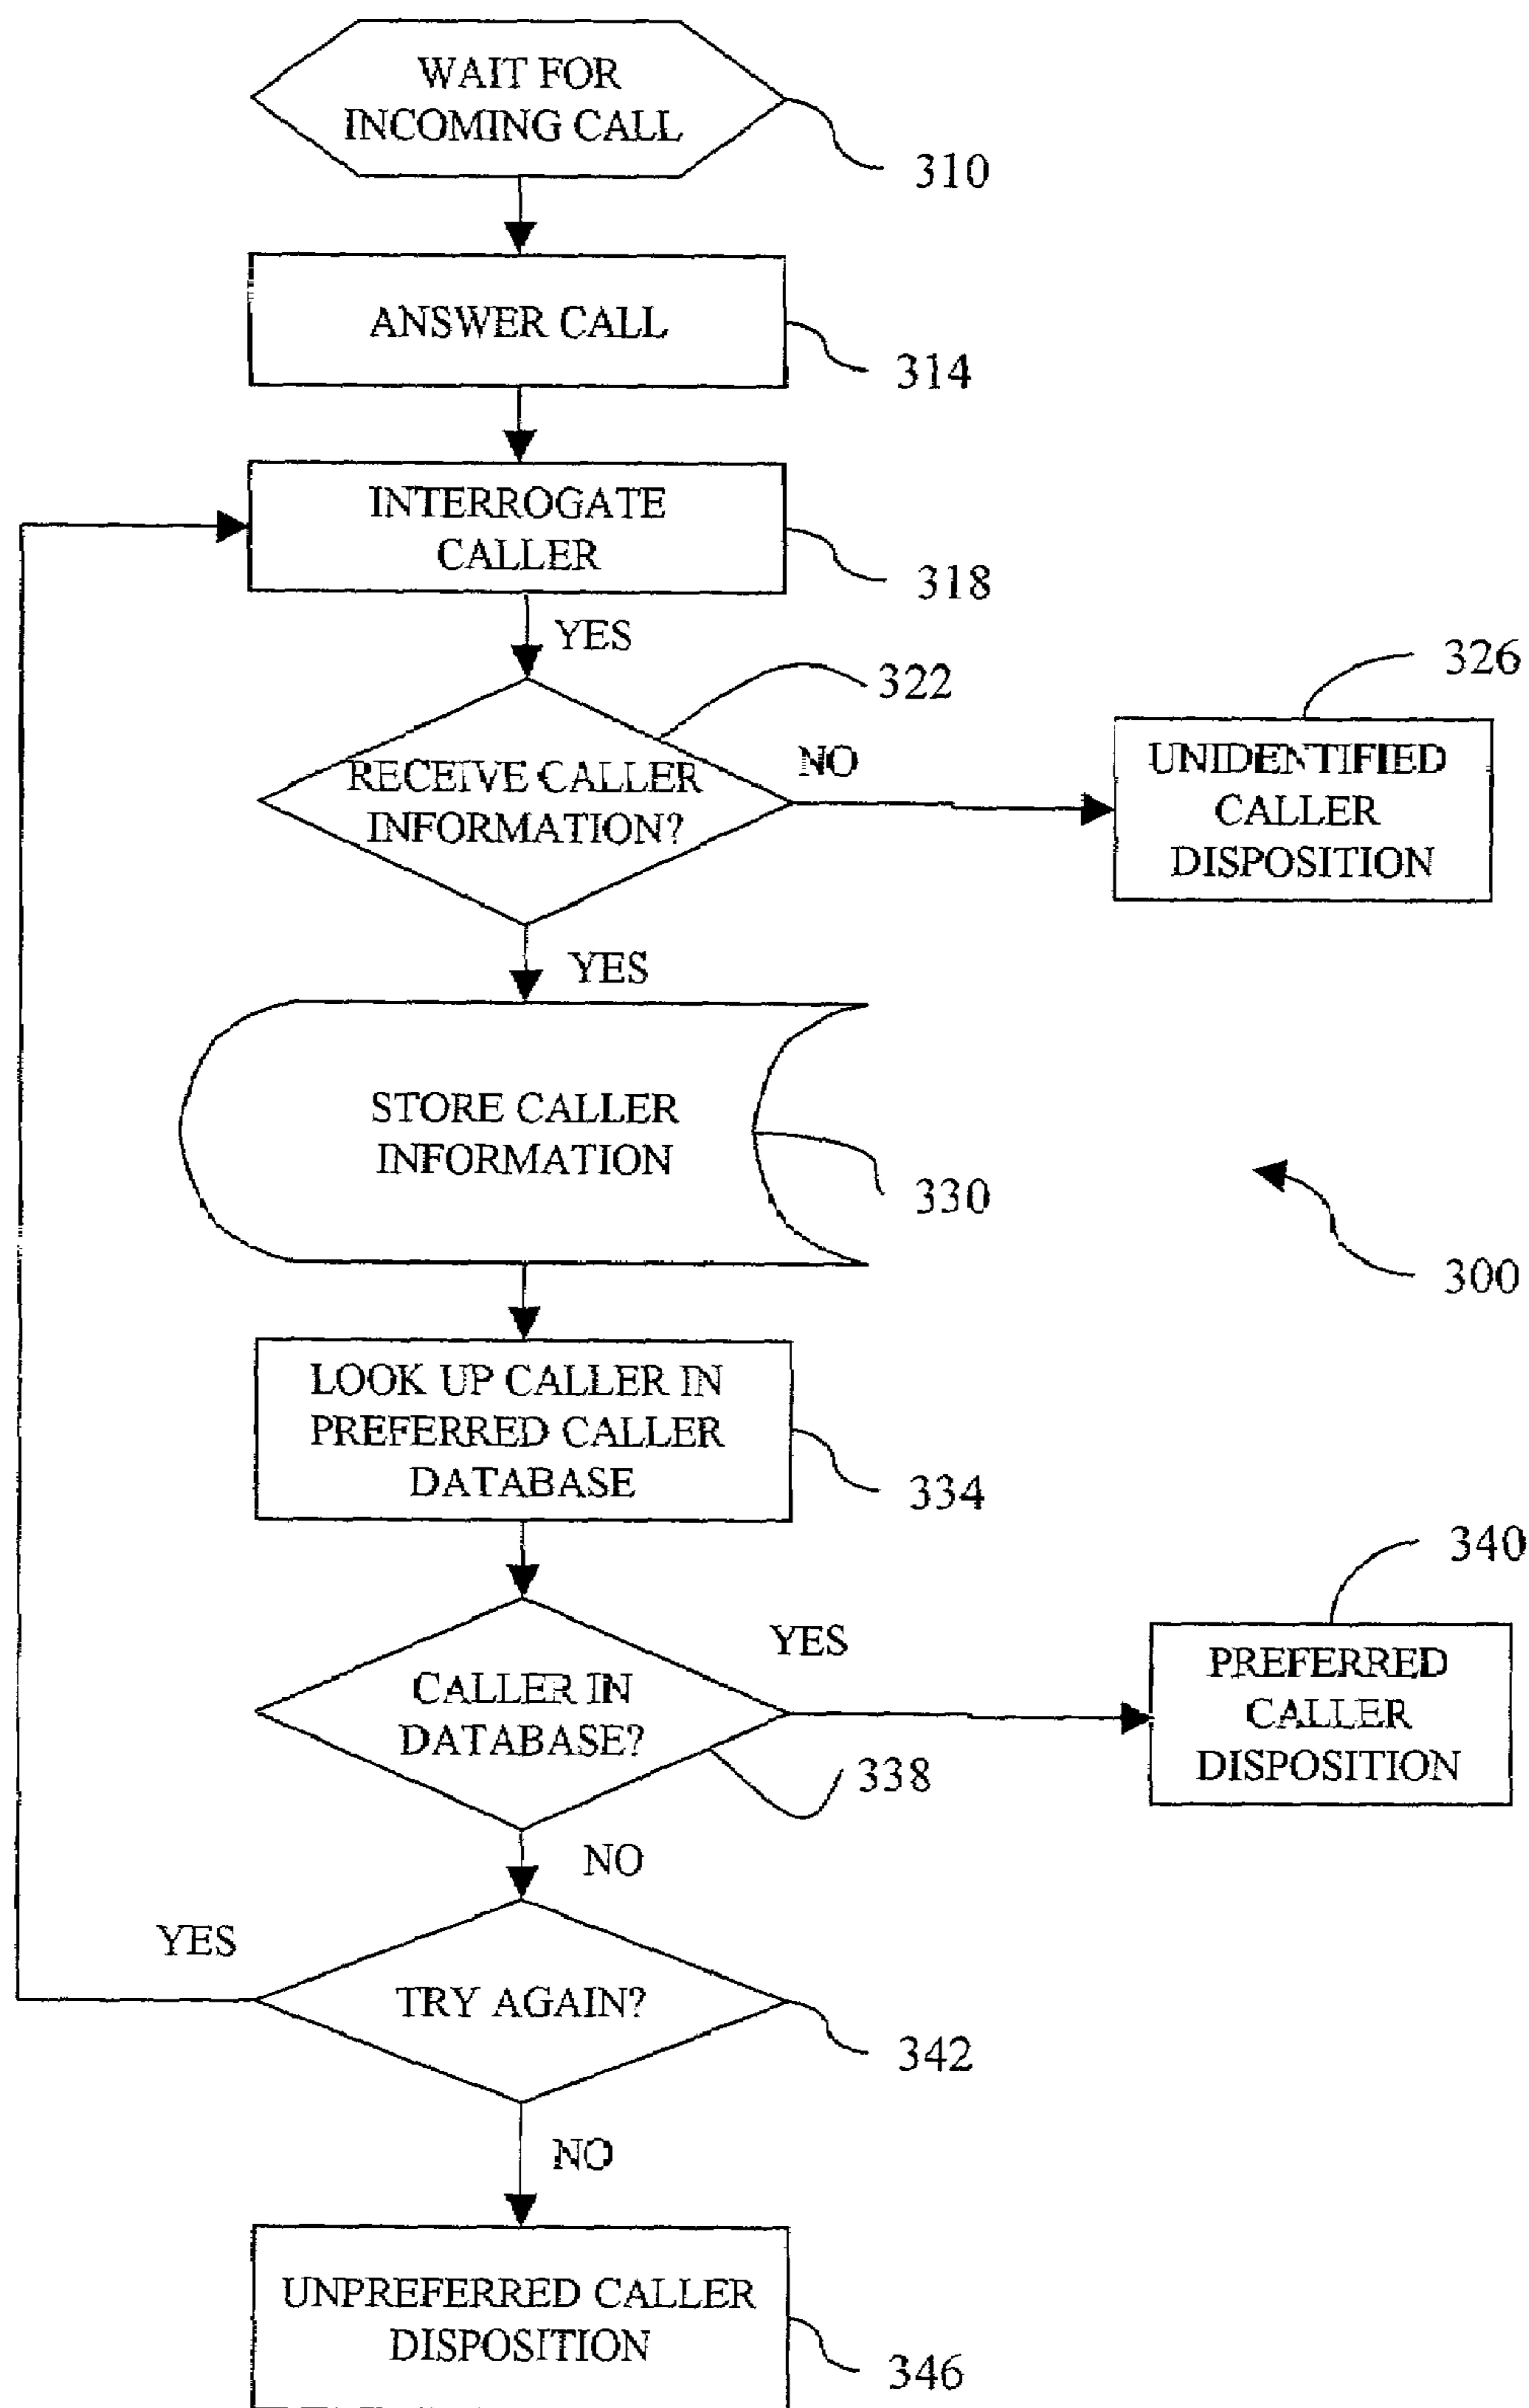 WAIT FOR
INCOMING CALL
310
ANSWER CALL
314
INTERROGATE
CALLER
318
YES
322
326
RECEIVE CALLER
INFORMATION?
NO
UNIDENTIFIED
CALLER
DISPOSITION
YES
STORE CALLER
INFORMATION
330
300
LOOK UP CALLER IN
PREFERRED CALLER
DATABASE
334
340
CALLER IN
DATABASE?
YES
PREFERRED
CALLER
DISPOSITION
338
NO
YES
TRY AGAIN?
342
NO
UNPREFERRED CALLER
DISPOSITION
346